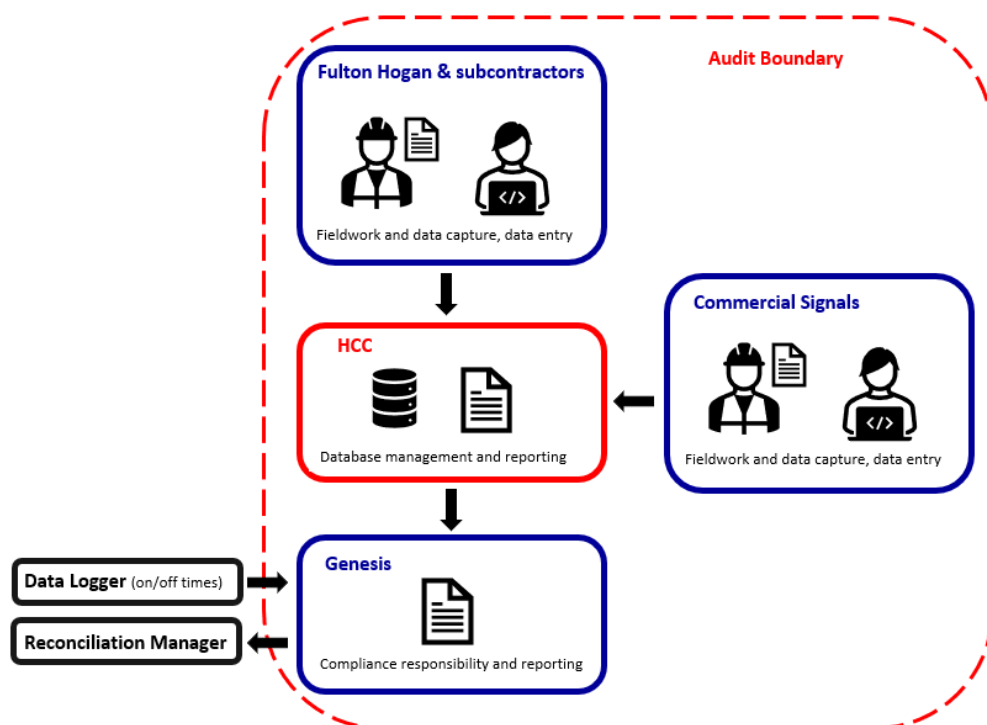 Audit Boundary
Fulton Hogan & subcontractors
</>
Fieldwork and data capture, data entry
HCC
Database management and reporting
Commercial Signals
</>
Fieldwork and data capture, data entry
Genesis
Compliance responsibility and reporting
Data Logger (on/off times)
Reconciliation Manager